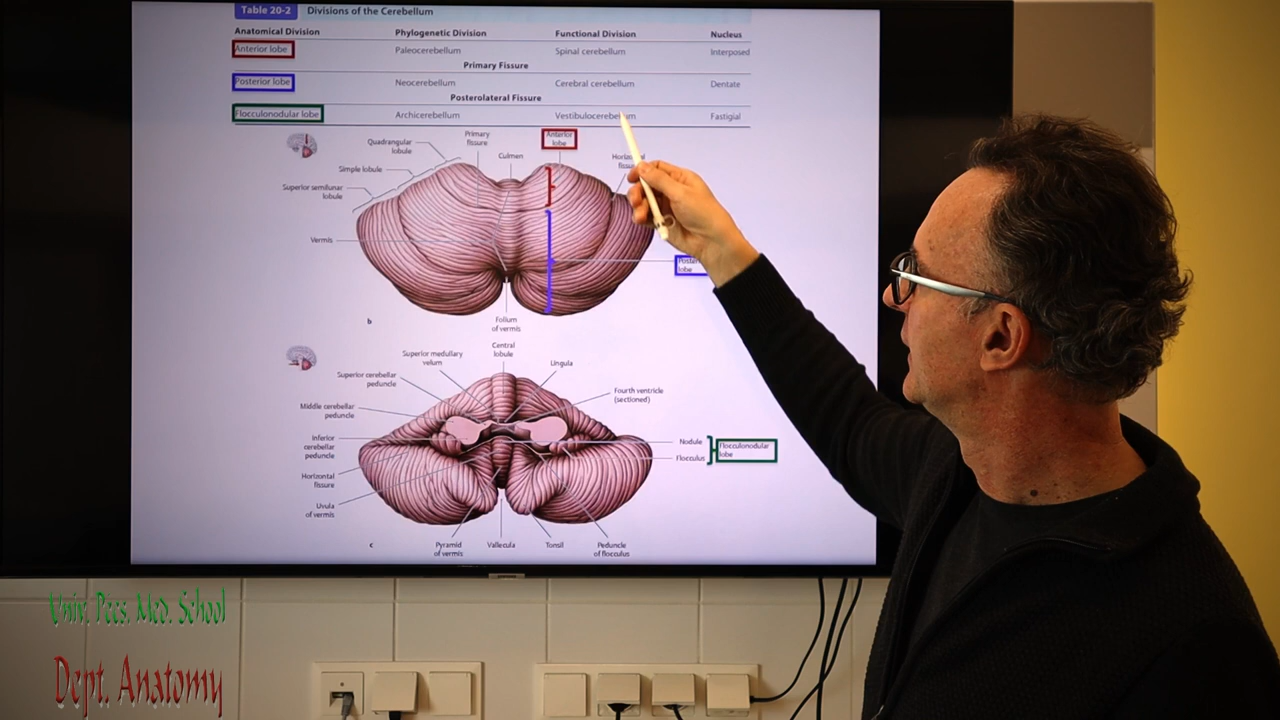 Table 20-2 Divisions of the Cerebellum
Anatomical Division Phylogenetic Division Functional Division Nucleus
Anterior lobe Paleocerebellum Spinal cerebellum Interposed
Primary Fissure
Posterior lobe Neocerebellum Cerebral cerebellum Dentate
Posterolateral Fissure
Flocculonodular lobe Archicerebellum Vestibulocerebellum Fastigial
Quadrangular
lobule
Primary
fissure
Culmen
Anterior
lobe
Simple lobule
Superior semilunar
lobule
Vermis
lobe
b
Folium
of vermis
Central
lobule
Superior medullary
velum
Lingula
Superior cerebellar
peduncle
Fourth ventricle
(sectioned)
Middle cerebellar
peduncle
Inferior
cerebellar
peduncle
Nodule
Flocculus
Flocculonodular
lobe
Horizontal
fissure
Uvula
of vermis
c
Pyramid
of vermis
Vallecula
Tonsil
Peduncle
of flocculus
Univ. Pecs. Med. School
Dept. Anatomy